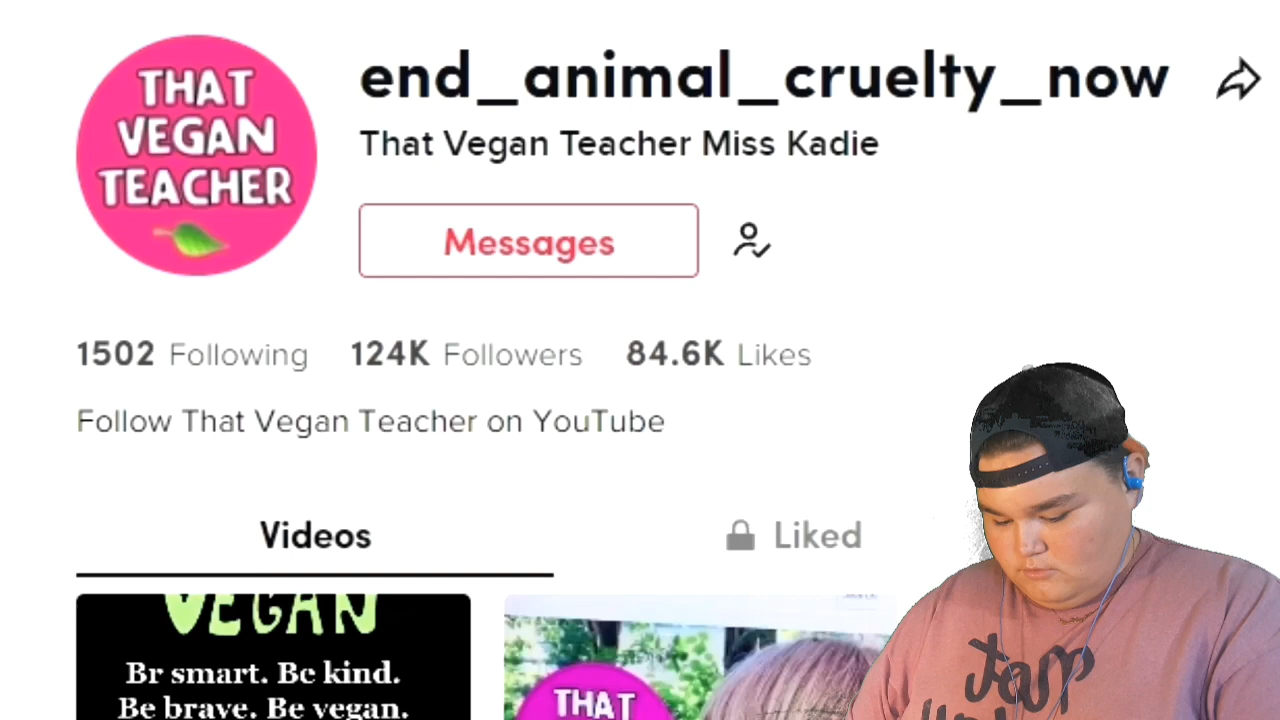 THAT
VEGAN
TEACHER
end_animal_cruelty_now
That Vegan Teacher Miss Kadie
Messages
1502 Following 124K Followers 84.6K Likes
Follow That Vegan Teacher on YouTube
Videos
Liked
VEGAN
Br smart. Be kind.
Be brave. Be vegan.
THAT
Jam